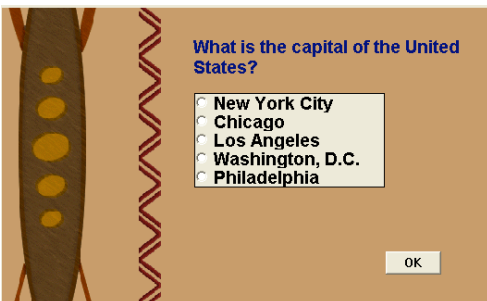 What is the capital of the United
States?
New York City
Chicago
Los Angeles
Washington, D.C.
Philadelphia
OK